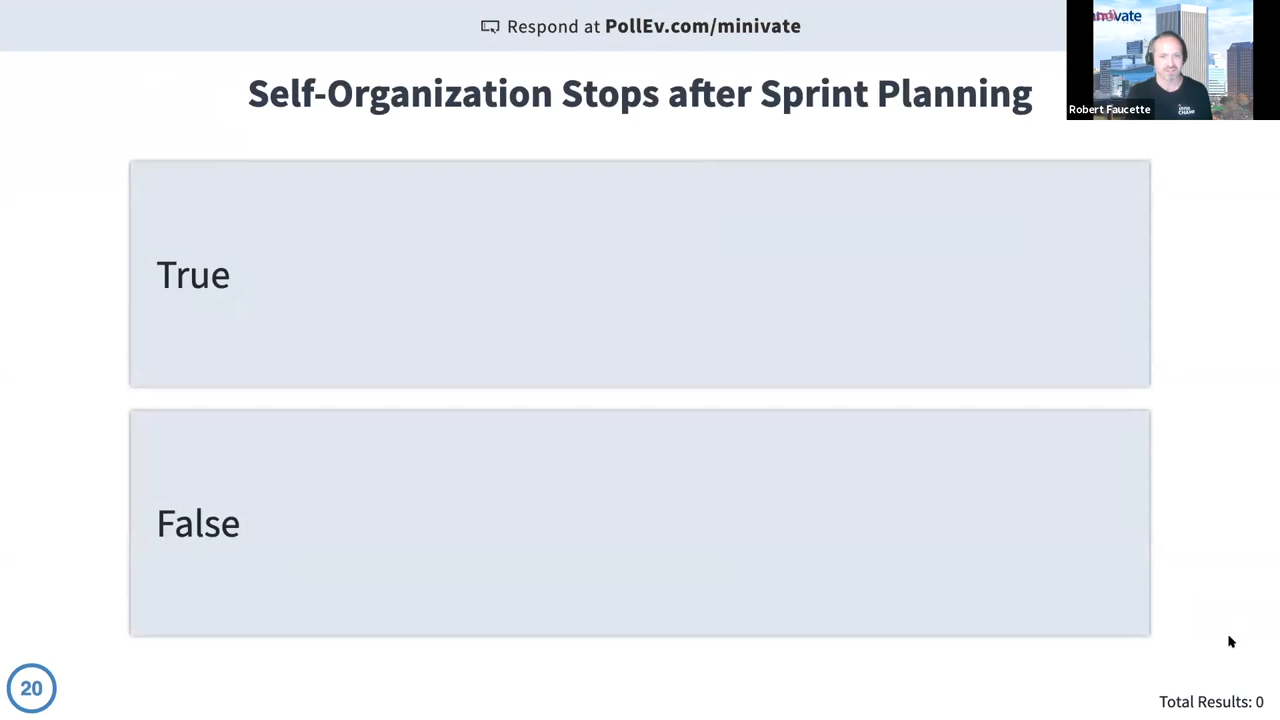 Respond at PollEv.com/minivate
Self-Organization Stops after Sprint Planning
True
False
20
Total Results: 0
minivate
Robert Faucette